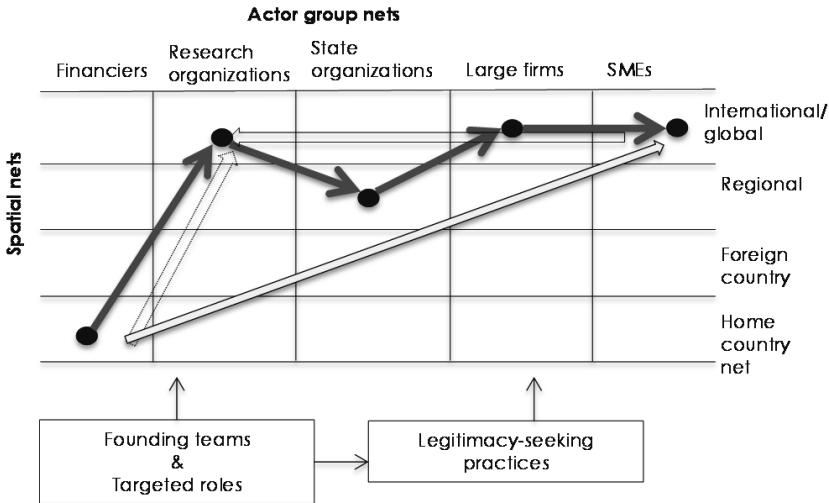 Actor group nets
Financiers
Research
organizations
State
organizations
Large firms
SMEs
Spatial nets
International/
global
Regional
Foreign
country
Home
country
net
Founding teams
&
Targeted roles
Legitimacy-seeking
practices